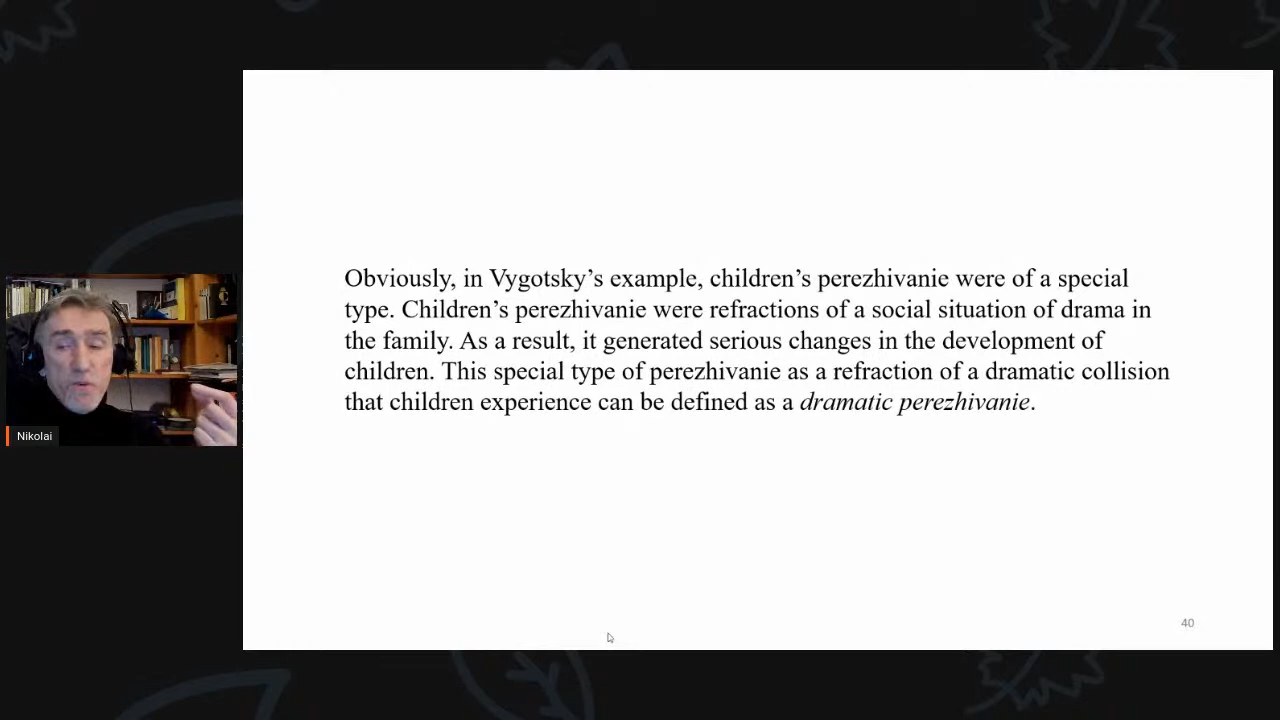 Obviously, in Vygotsky’s example, children’s perezhivanie were of a special
type. Children’s perezhivanie were refractions of a social situation of drama in
the family. As a result, it generated serious changes in the development of
children. This special type of perezhivanie as a refraction of a dramatic collision
that children experience can be defined as a dramatic perezhivanie.
Nikolai
40